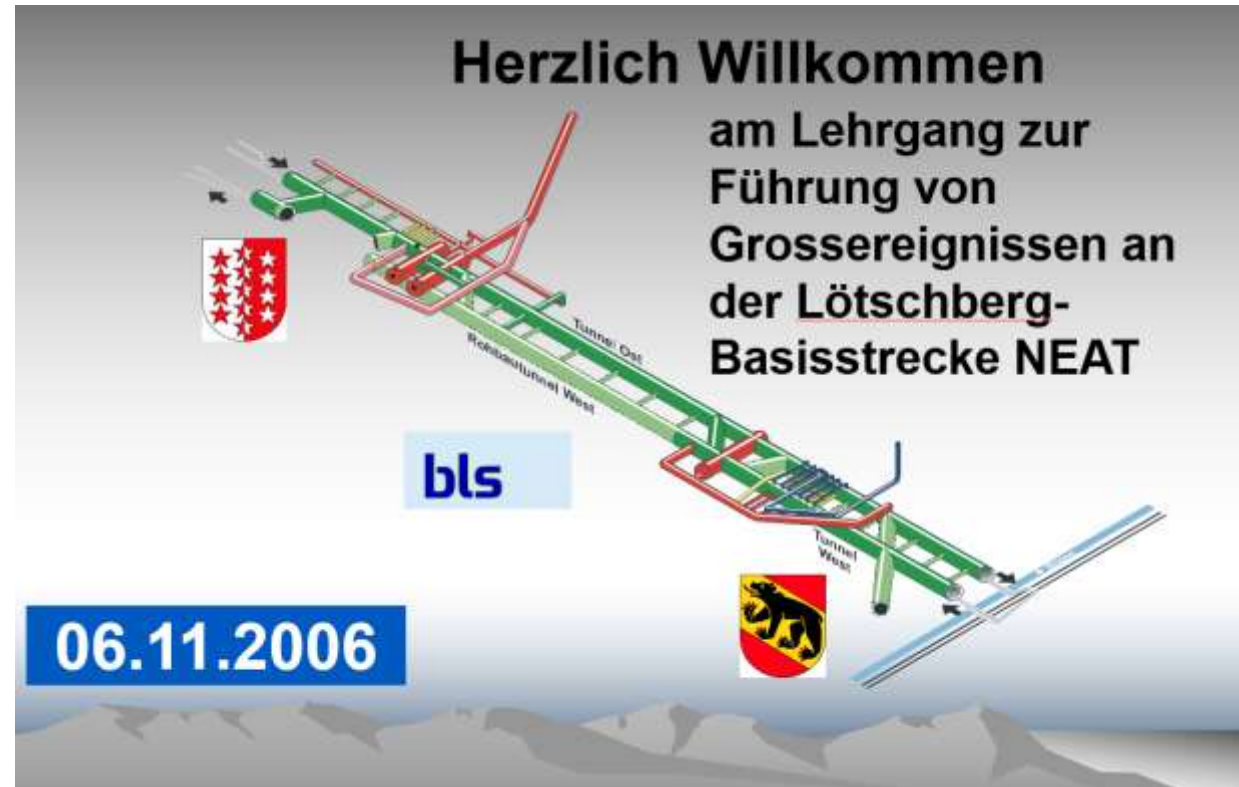 Herzlich Willkommen
am Lehrgang zur
Führung von
Grossereignissen an
der Lötschberg-
Basisstrecke NEAT
Tunnel Ost
Rohbautunnel West
bls
Tunnel
West
06.11.2006